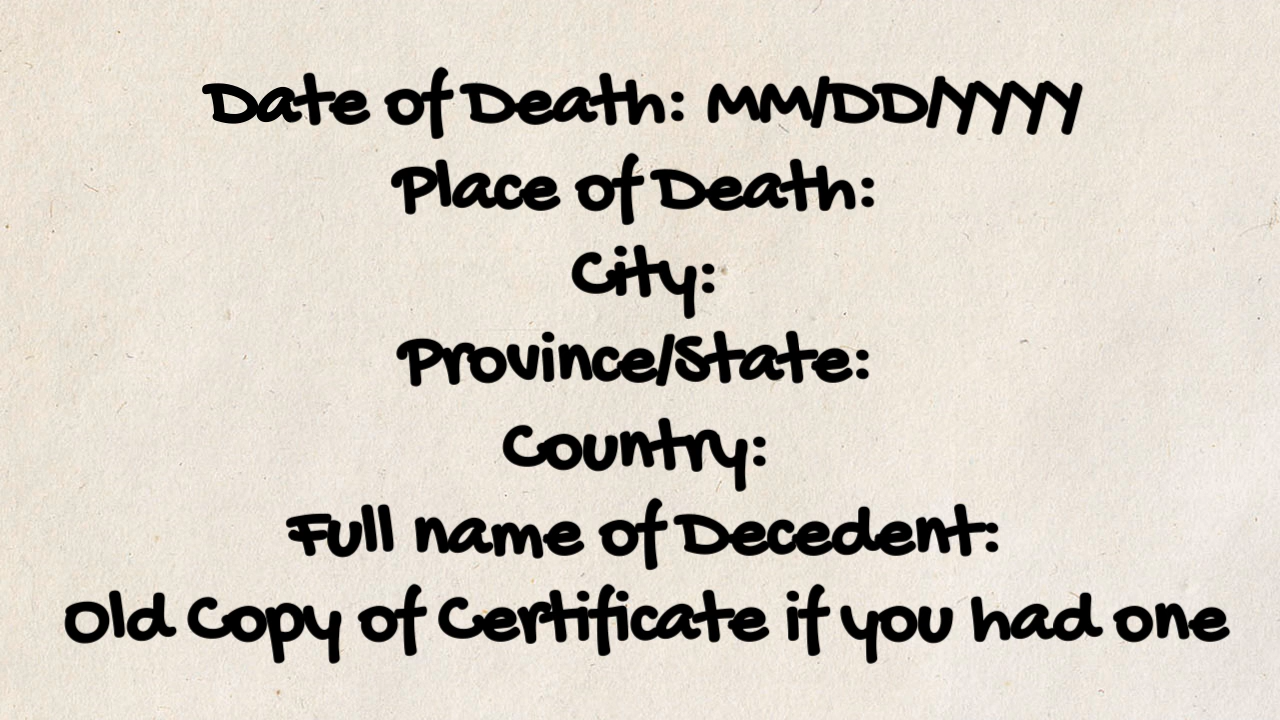 Date of Death: MM/DD/YYYY
Place of Death:
City:
Province/State:
Country:
Full name of Decedent:
Old Copy of Certificate if you had one